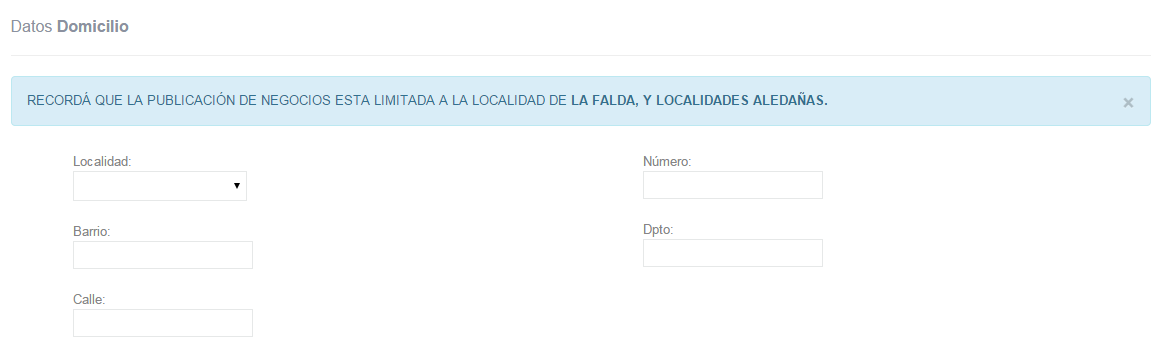 Datos Domicilio
RECORDÁ QUE LA PUBLICACIÓN DE NEGOCIOS ESTA LIMITADA A LA LOCALIDAD DE LA FALDA, Y LOCALIDADES ALEDAÑAS.
×
Localidad:
Barrio:
Calle:
Número:
Dpto: